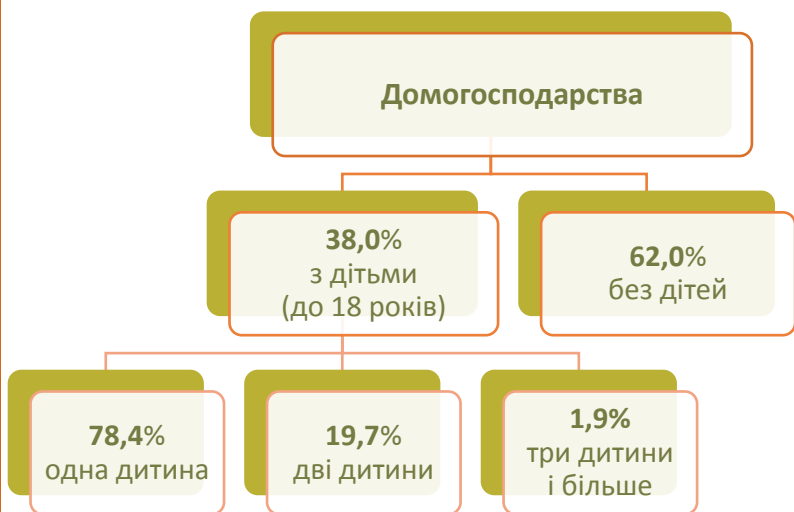 Домогосподарства
38,0%
з дітьми
(до 18 років)
62,0%
без дітей
78,4%
одна дитина
19,7%
дві дитини
1,9%
три дитини
і більше